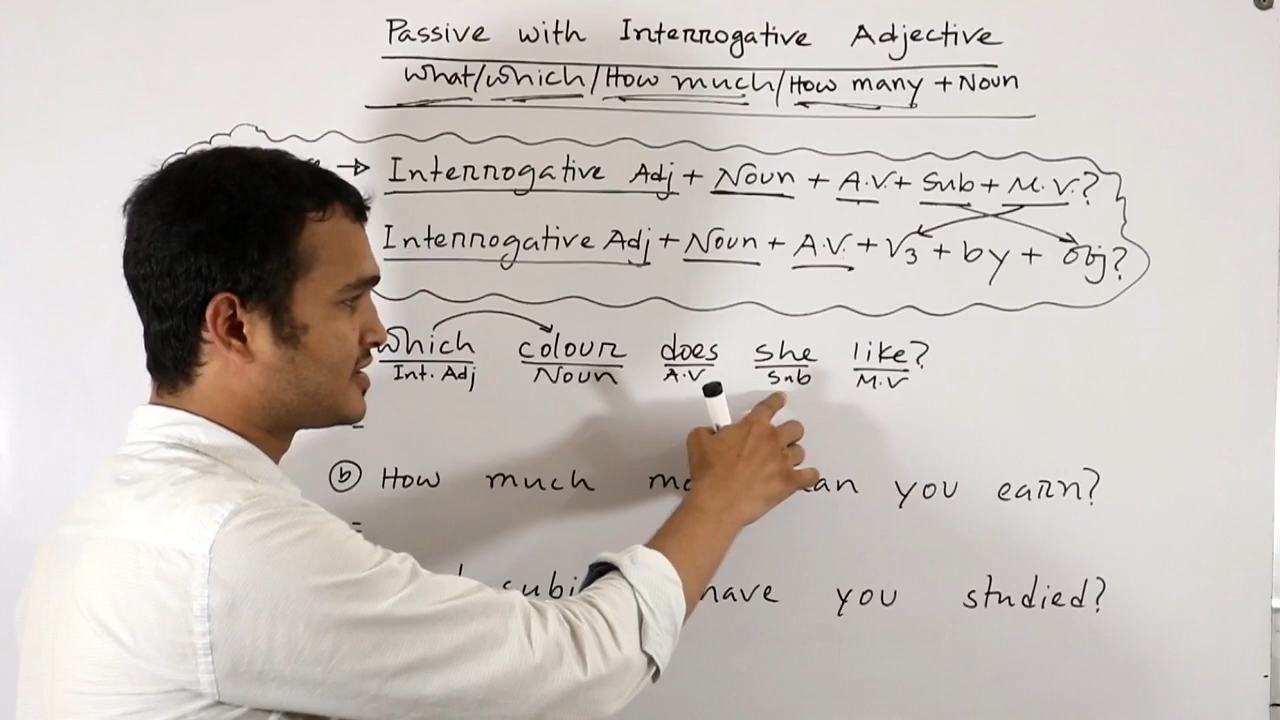 Passive with Interrogative Adjective
what/which/How much/How many + Noun
→ Interrogative Adj + Noun + A.V. + Sub + M.V.?
Interrogative Adj + Noun + A.V. + V3 + by + obj?
which colour does she like?
Int. Adj Noun A.V Sub M.V
=
ⓑ How much you earn?
=
have you studied?